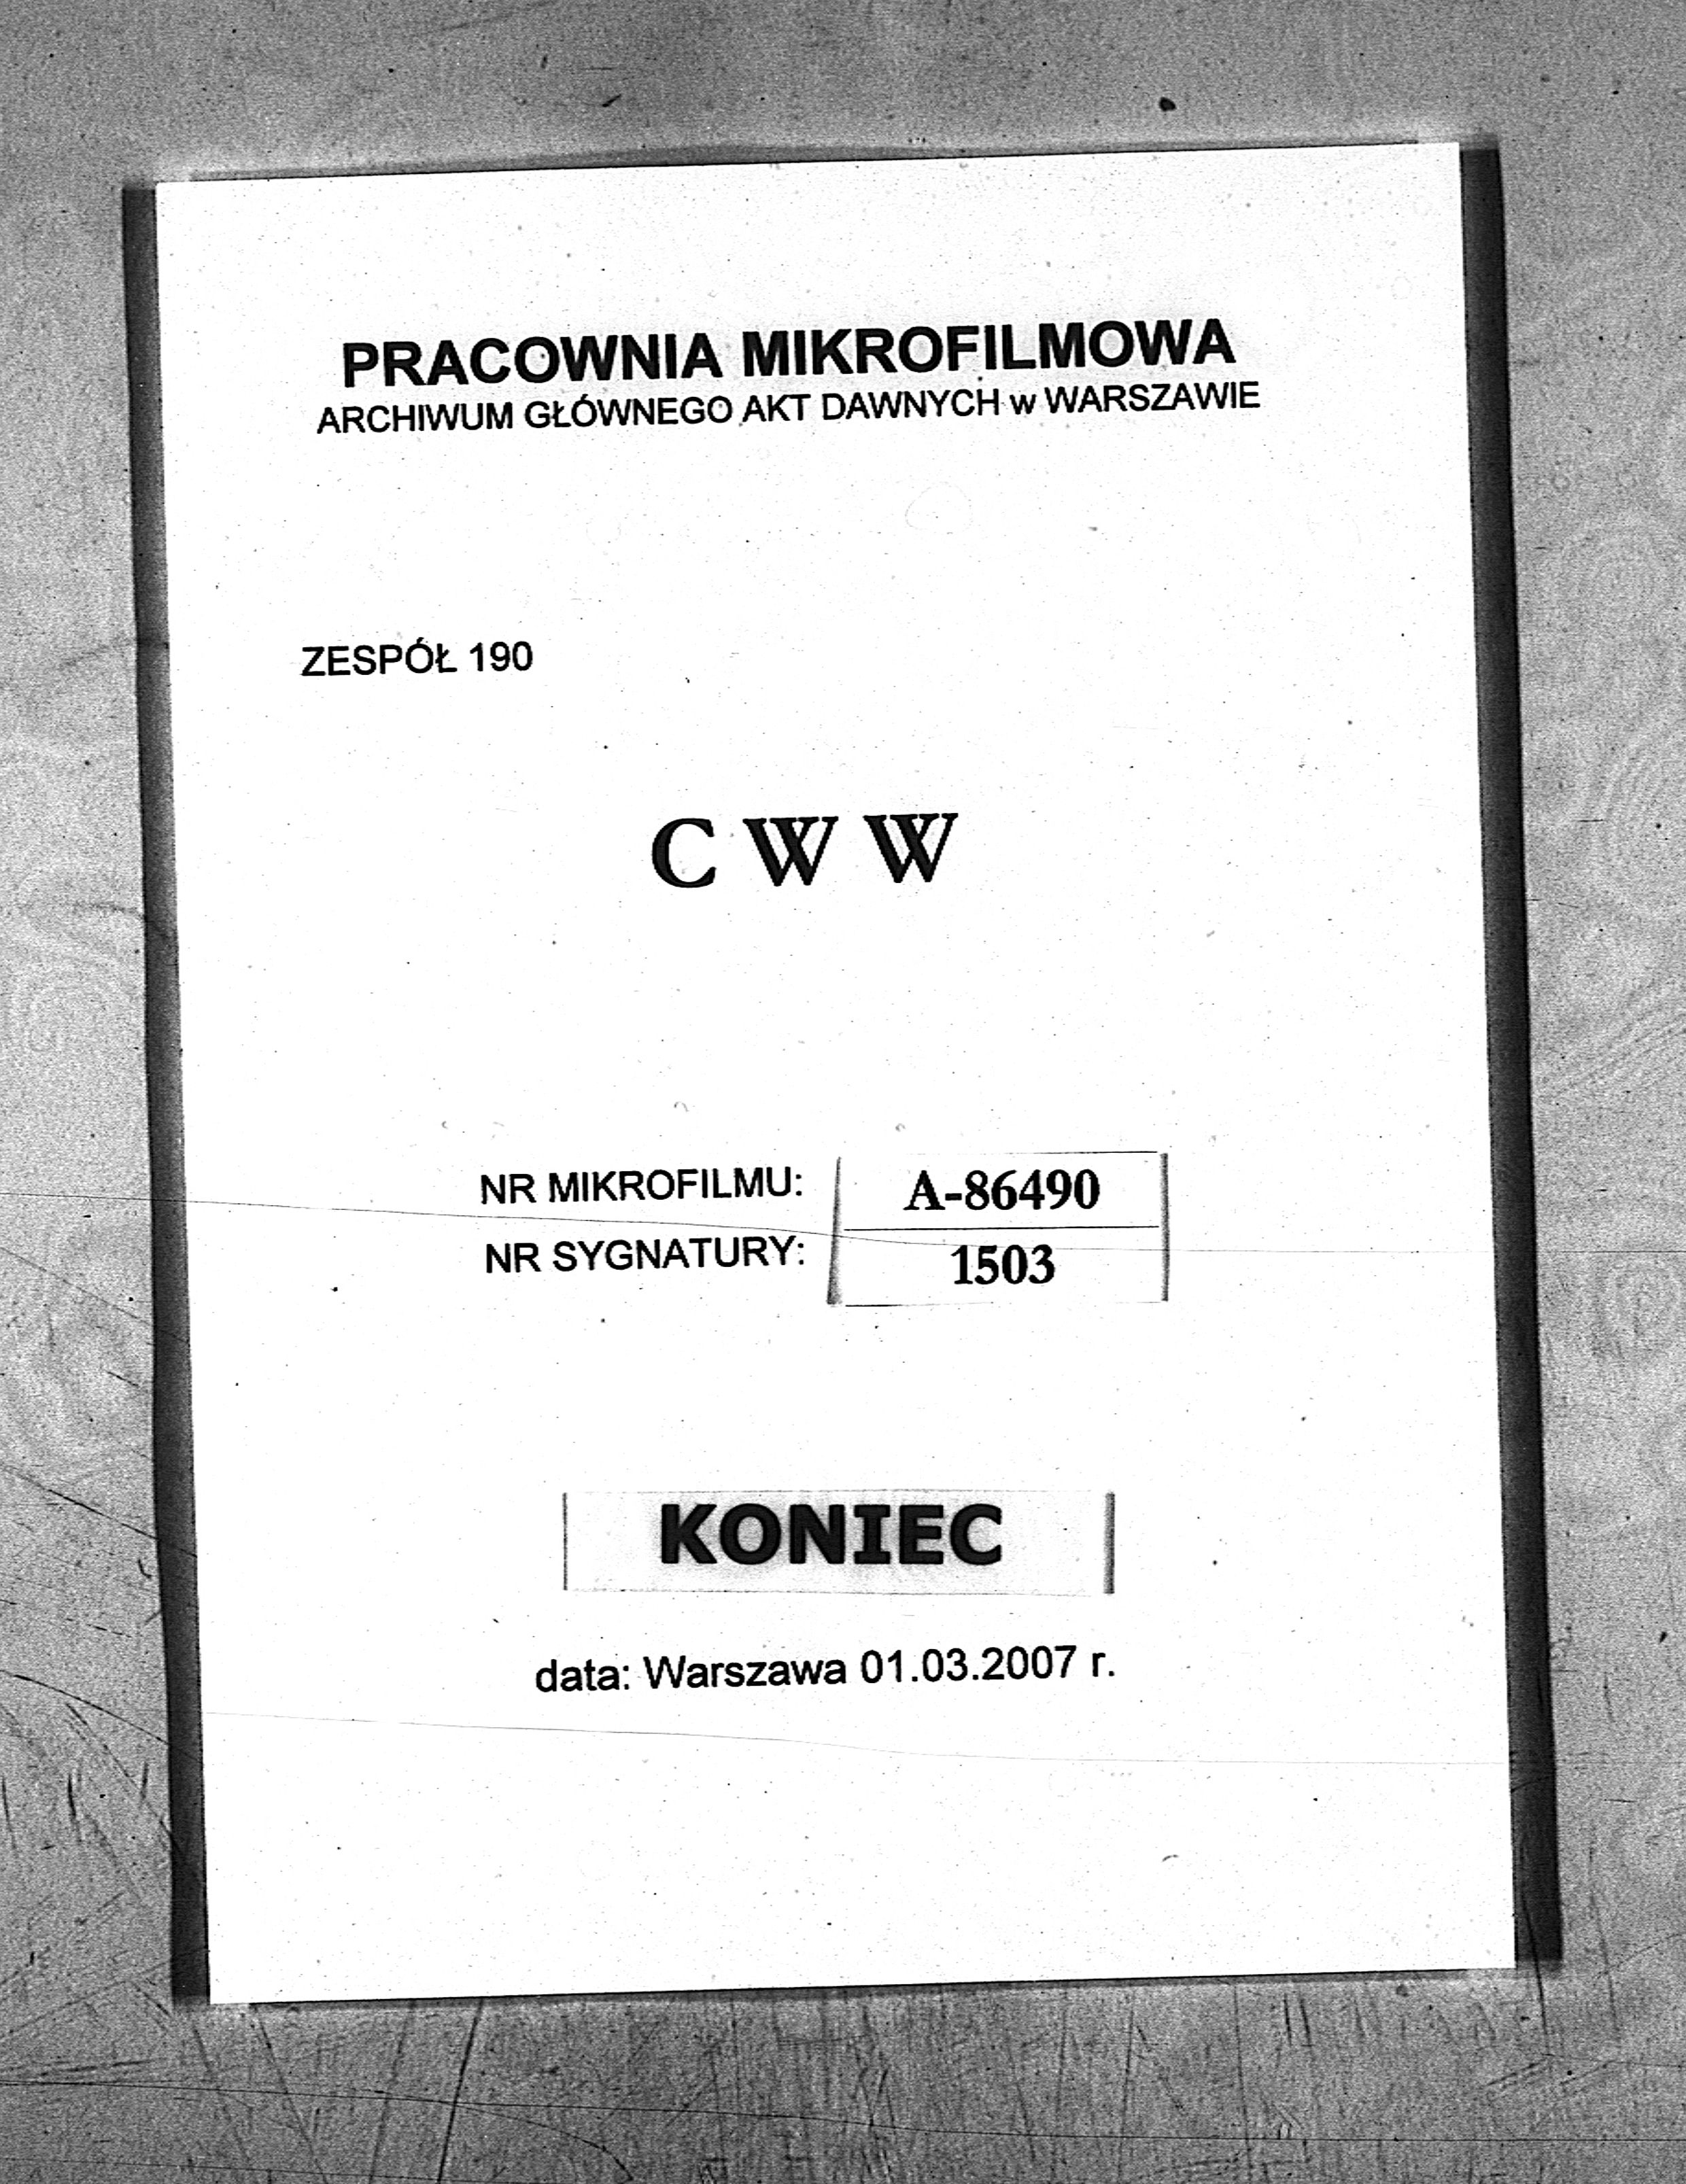 PRACOWNIA MIKROFILMOWA
ARCHIWUM GŁÓWNEGO AKT DAWNYCH w WARSZAWIE
ZESPÓŁ 190
C W W
NR MIKROFILMU: A-86490
NR SYGNATURY: 1503
KONIEC
data: Warszawa 01.03.2007 r.